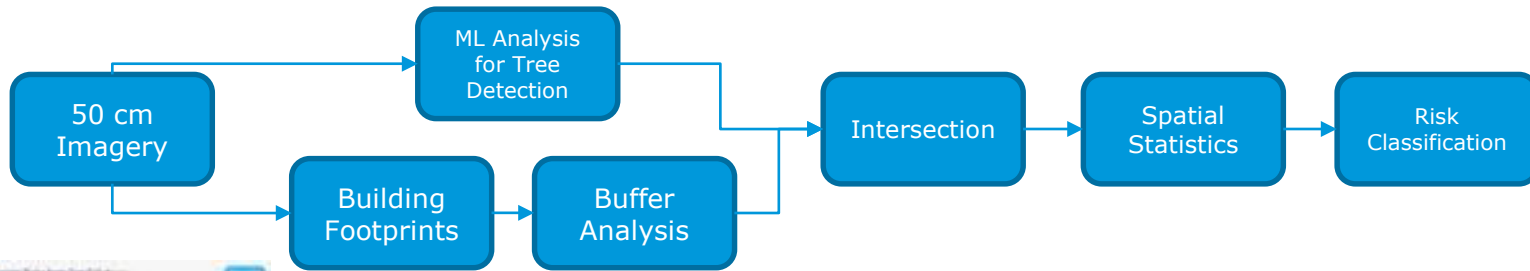 ML Analysis
for Tree
Detection
50 cm
Imagery
Building
Footprints
Buffer
Analysis
Intersection
Spatial
Statistics
Risk
Classification